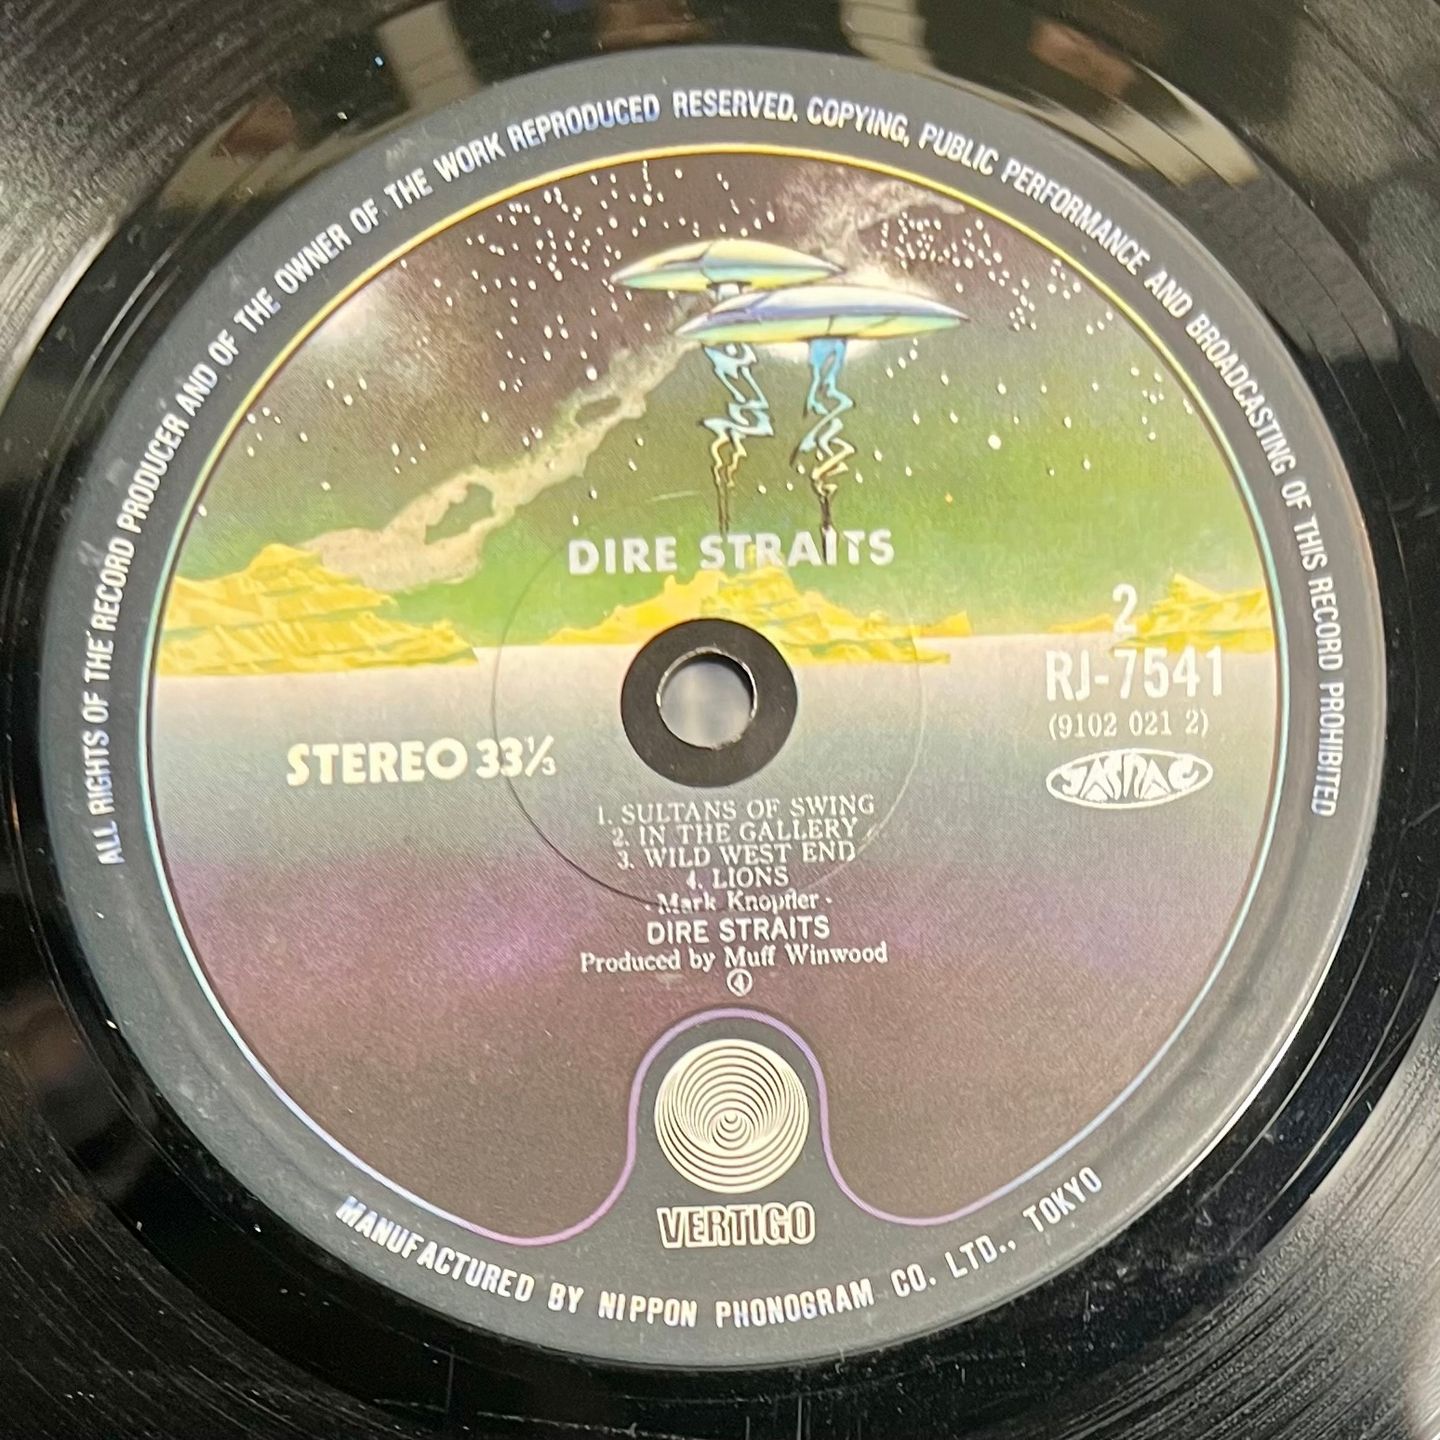 ALL RIGHTS OF THE RECORD PRODUCER AND OF THE OWNER OF THE WORK REPRODUCED RESERVED. COPYING, PUBLIC PERFORMANCE AND BROADCASTING OF THIS RECORD PROHIBITED
DIRE STRAITS
2
RJ-7541
(9102 021 2)
JASRAC
STEREO 33⅓
1. SULTANS OF SWING
2. IN THE GALLERY
3. WILD WEST END
4. LIONS
- Mark Knopfler -
DIRE STRAITS
Produced by Muff Winwood
④
VERTIGO
MANUFACTURED BY NIPPON PHONOGRAM CO. LTD., TOKYO